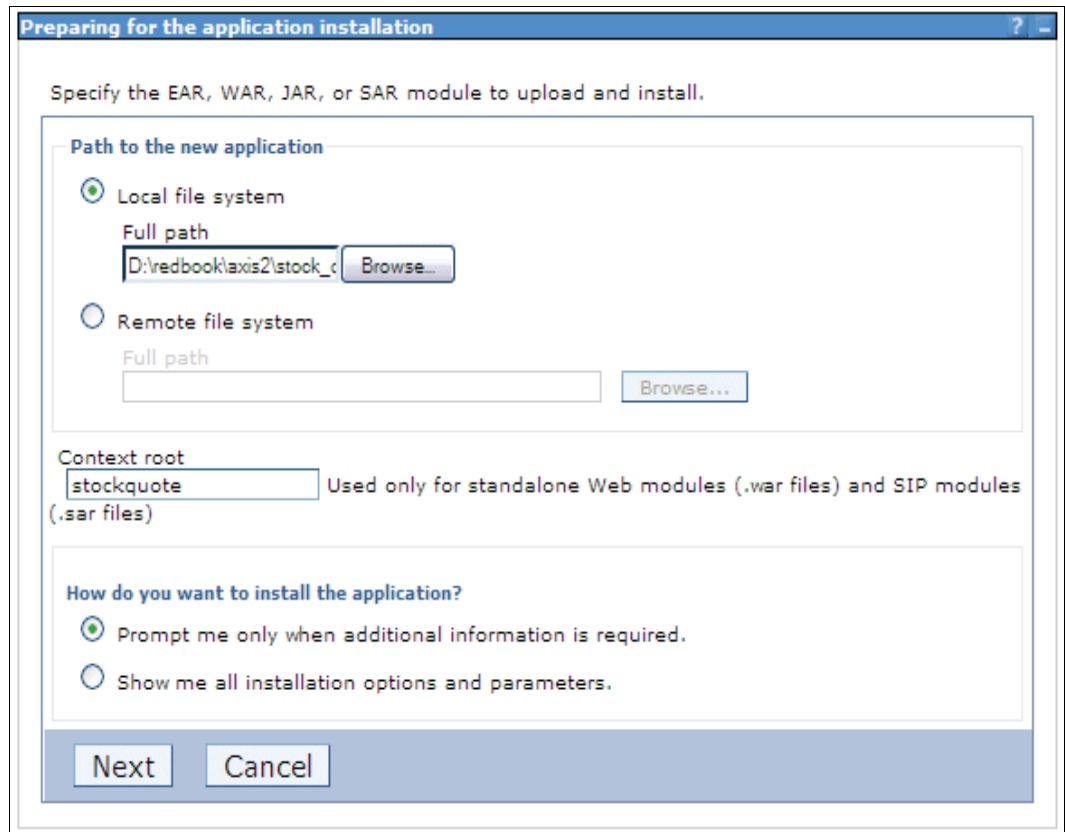 Preparing for the application installation ? -
Specify the EAR, WAR, JAR, or SAR module to upload and install.
Path to the new application
Local file system
Full path
D:\redbook\axis2\stock_ Browse...
Remote file system
Full path
Browse...
Context root
stockquote Used only for standalone Web modules (.war files) and SIP modules
(.sar files)
How do you want to install the application?
Prompt me only when additional information is required.
Show me all installation options and parameters.
Next Cancel